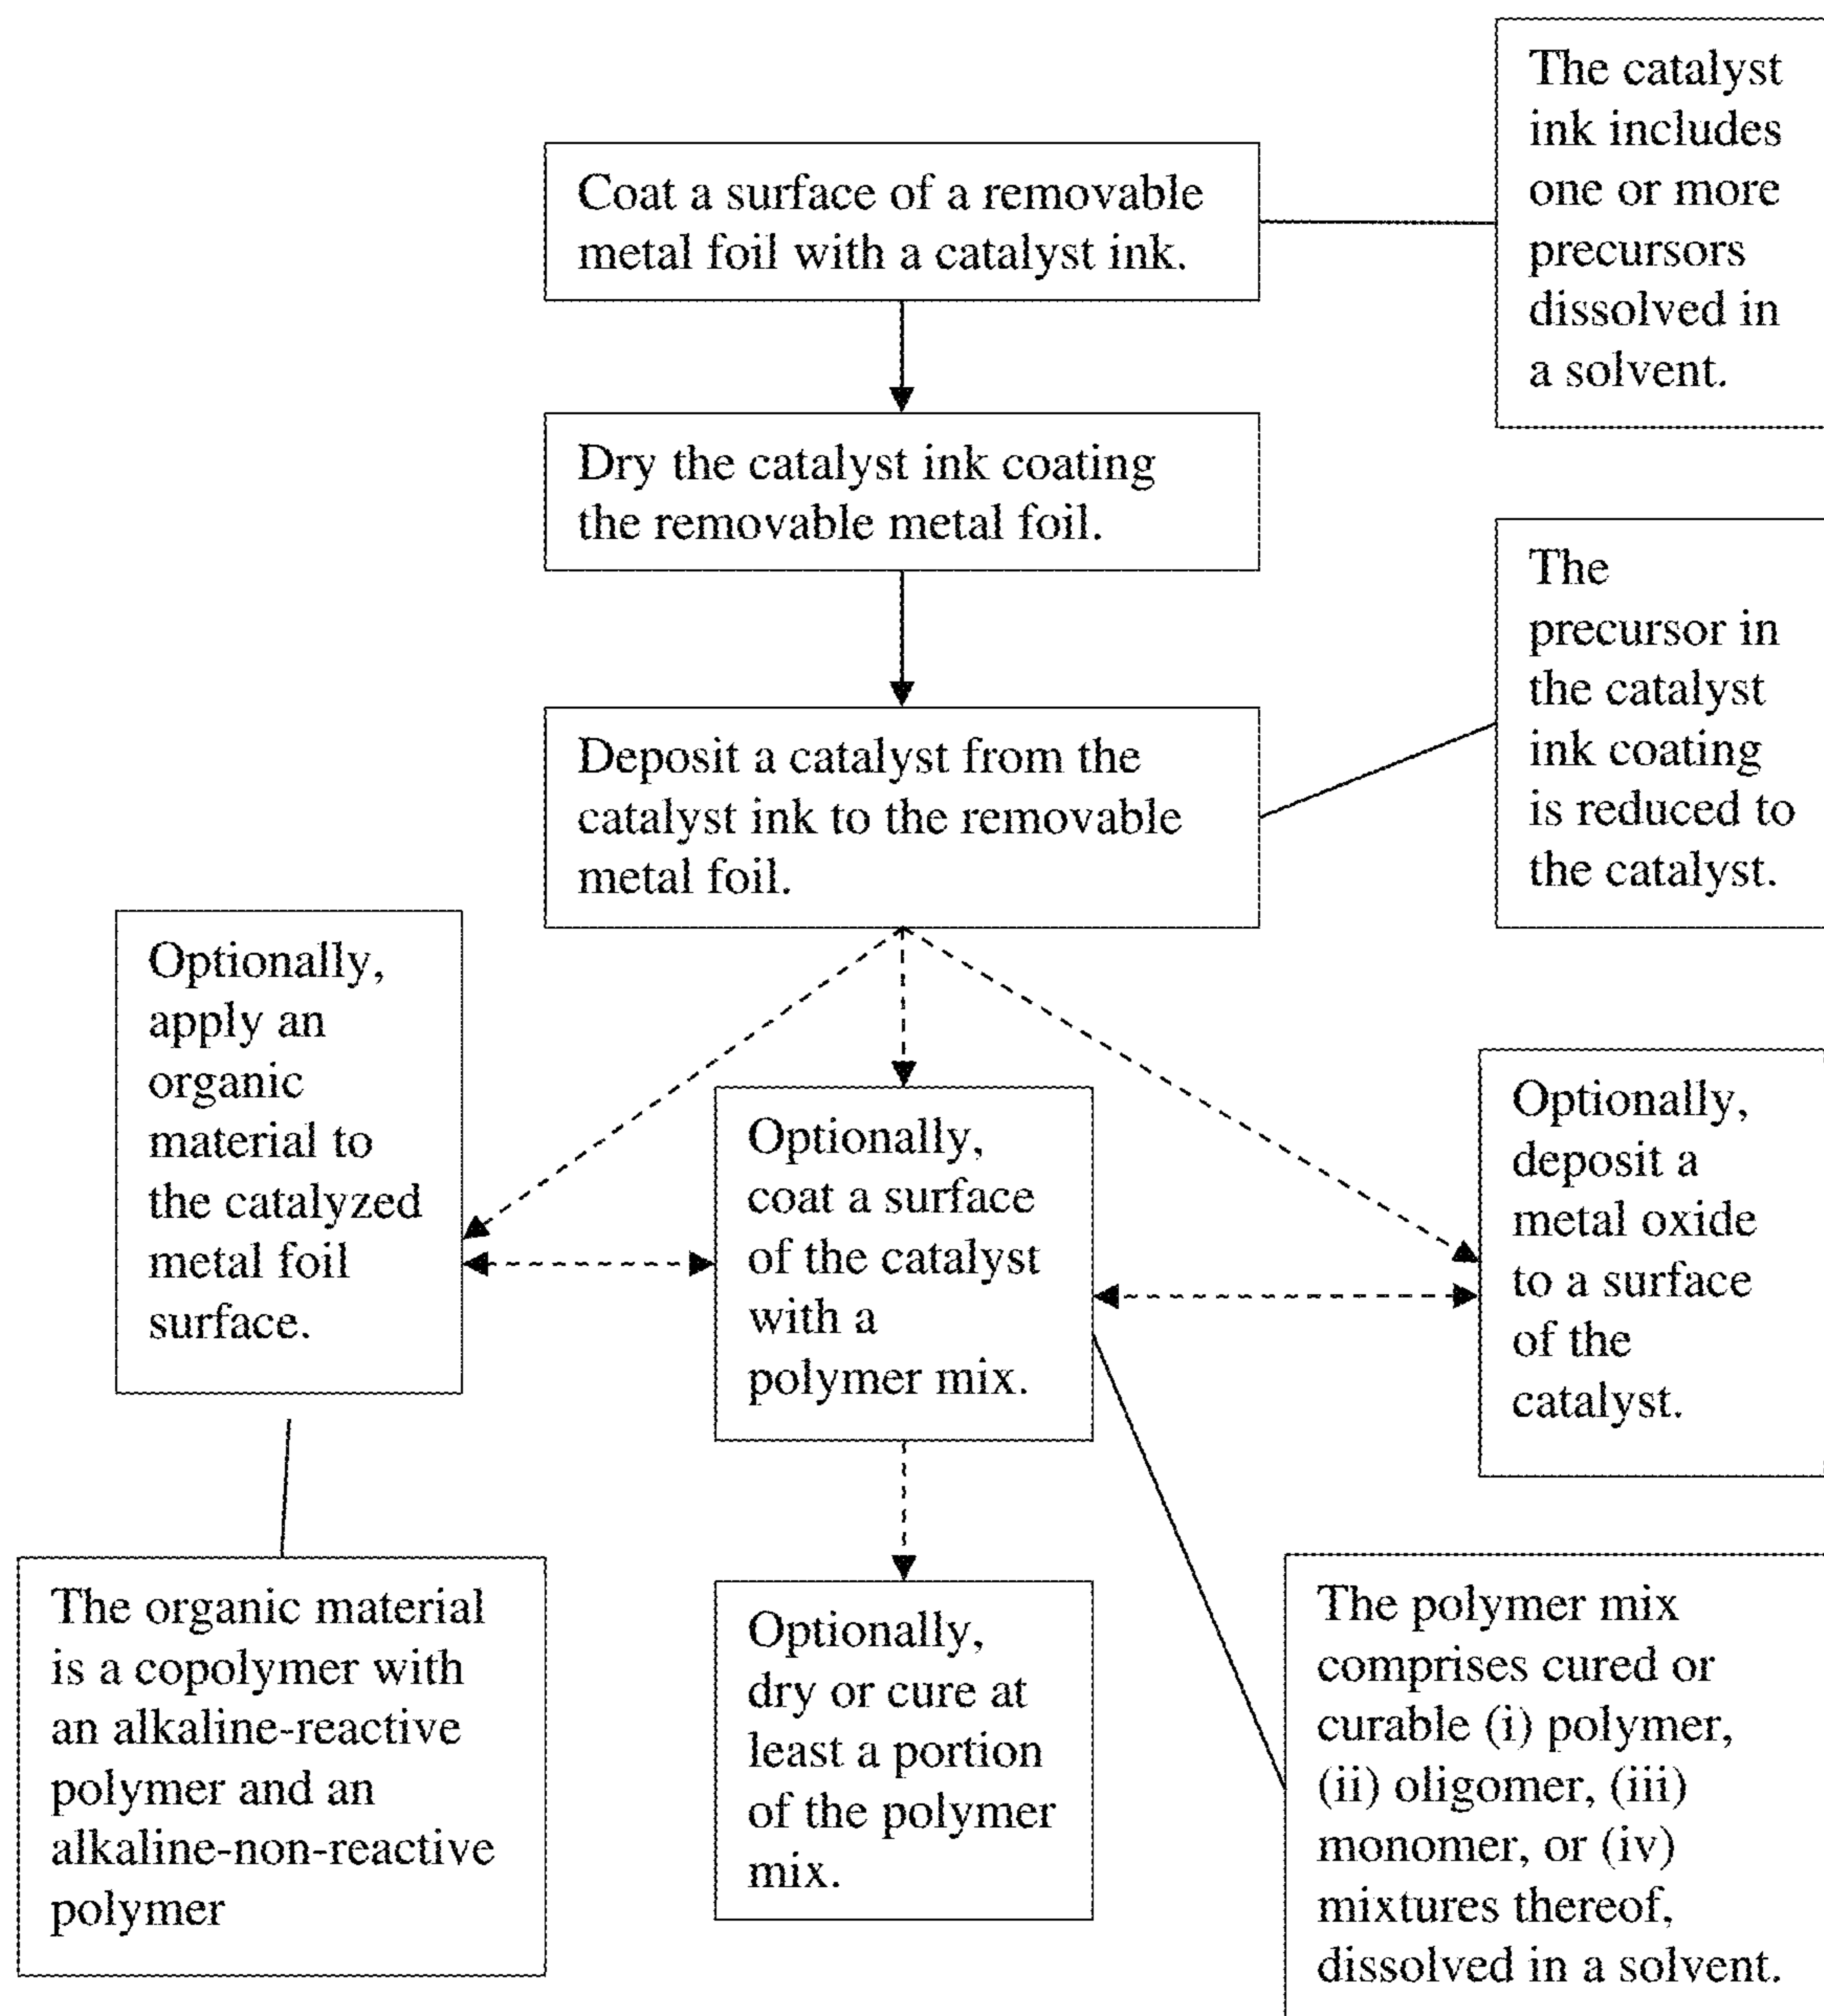 The catalyst
ink includes
one or more
precursors
dissolved in
a solvent.
Coat a surface of a removable
metal foil with a catalyst ink.
Dry the catalyst ink coating
the removable metal foil.
The
precursor in
the catalyst
ink coating
is reduced to
the catalyst.
Deposit a catalyst from the
catalyst ink to the removable
metal foil.
Optionally,
apply an
organic
material to
the catalyzed
metal foil
surface.
Optionally,
coat a surface
of the catalyst
with a
polymer mix.
Optionally,
deposit a
metal oxide
to a surface
of the
catalyst.
The organic material
is a copolymer with
an alkaline-reactive
polymer and an
alkaline-non-reactive
polymer
Optionally,
dry or cure at
least a portion
of the polymer
mix.
The polymer mix
comprises cured or
curable (i) polymer,
(ii) oligomer, (iii)
monomer, or (iv)
mixtures thereof,
dissolved in a solvent.